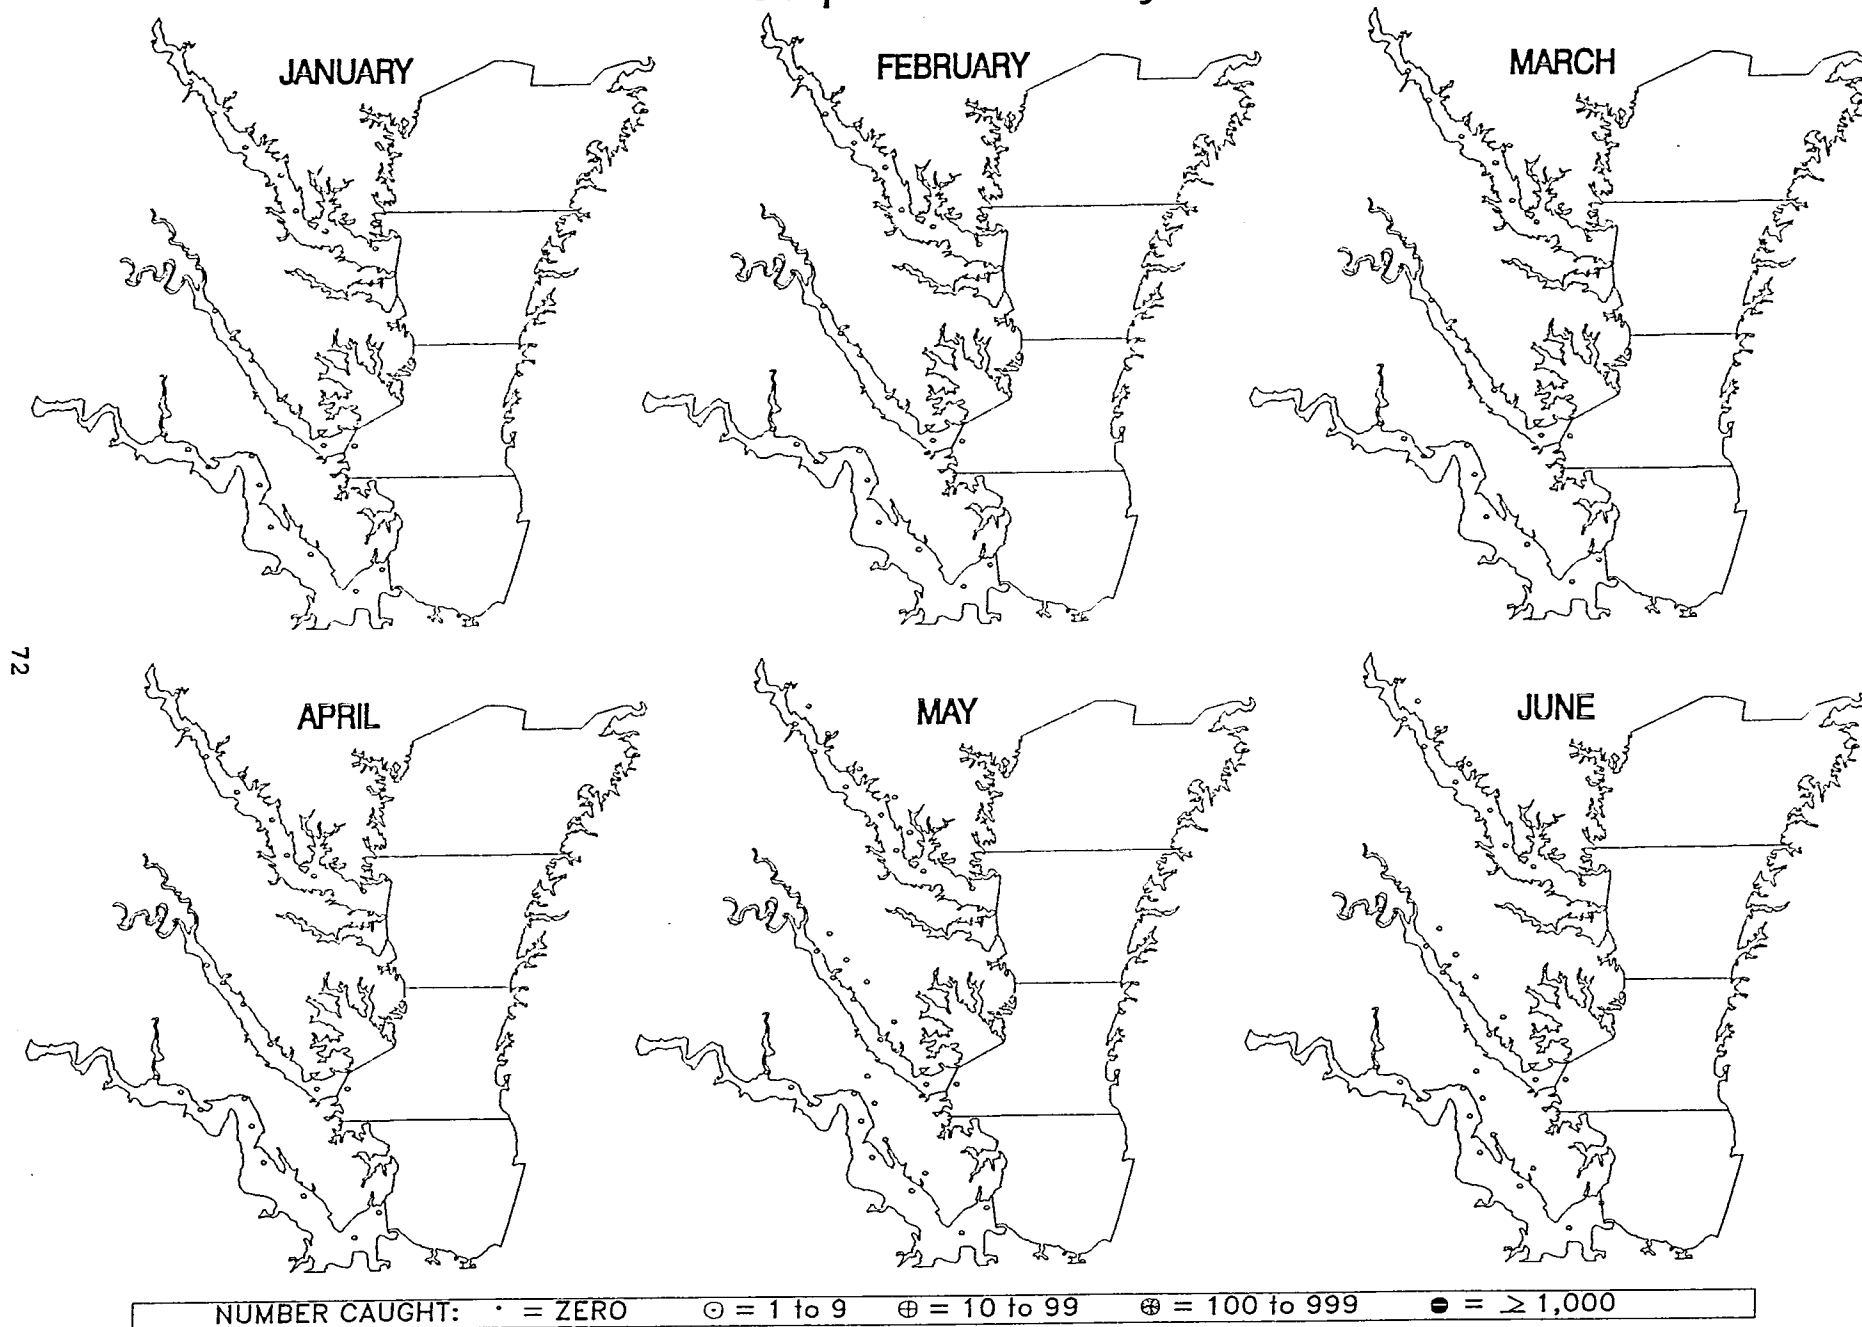 JANUARY FEBRUARY MARCH
72
APRIL MAY JUNE
NUMBER CAUGHT: · = ZERO ⊙ = 1 to 9 ⊕ = 10 to 99 ⊛ = 100 to 999 ⊖ = ≥ 1,000